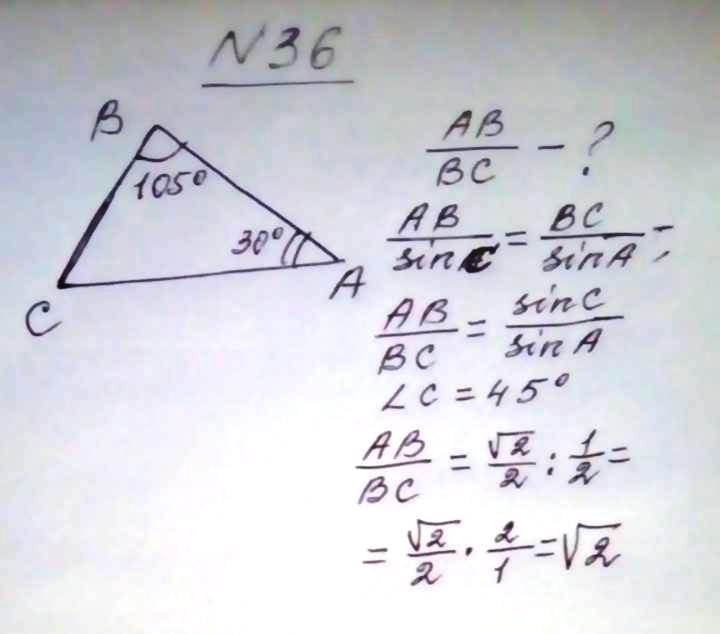 N36
B
105°
30°
A
C
AB/BC - ?
AB/sinC = BC/sinA ;
AB/BC = sinC/sinA
∠C = 45°
AB/BC = √2/2 : 1/2 =
= √2/2 · 2/1 = √2